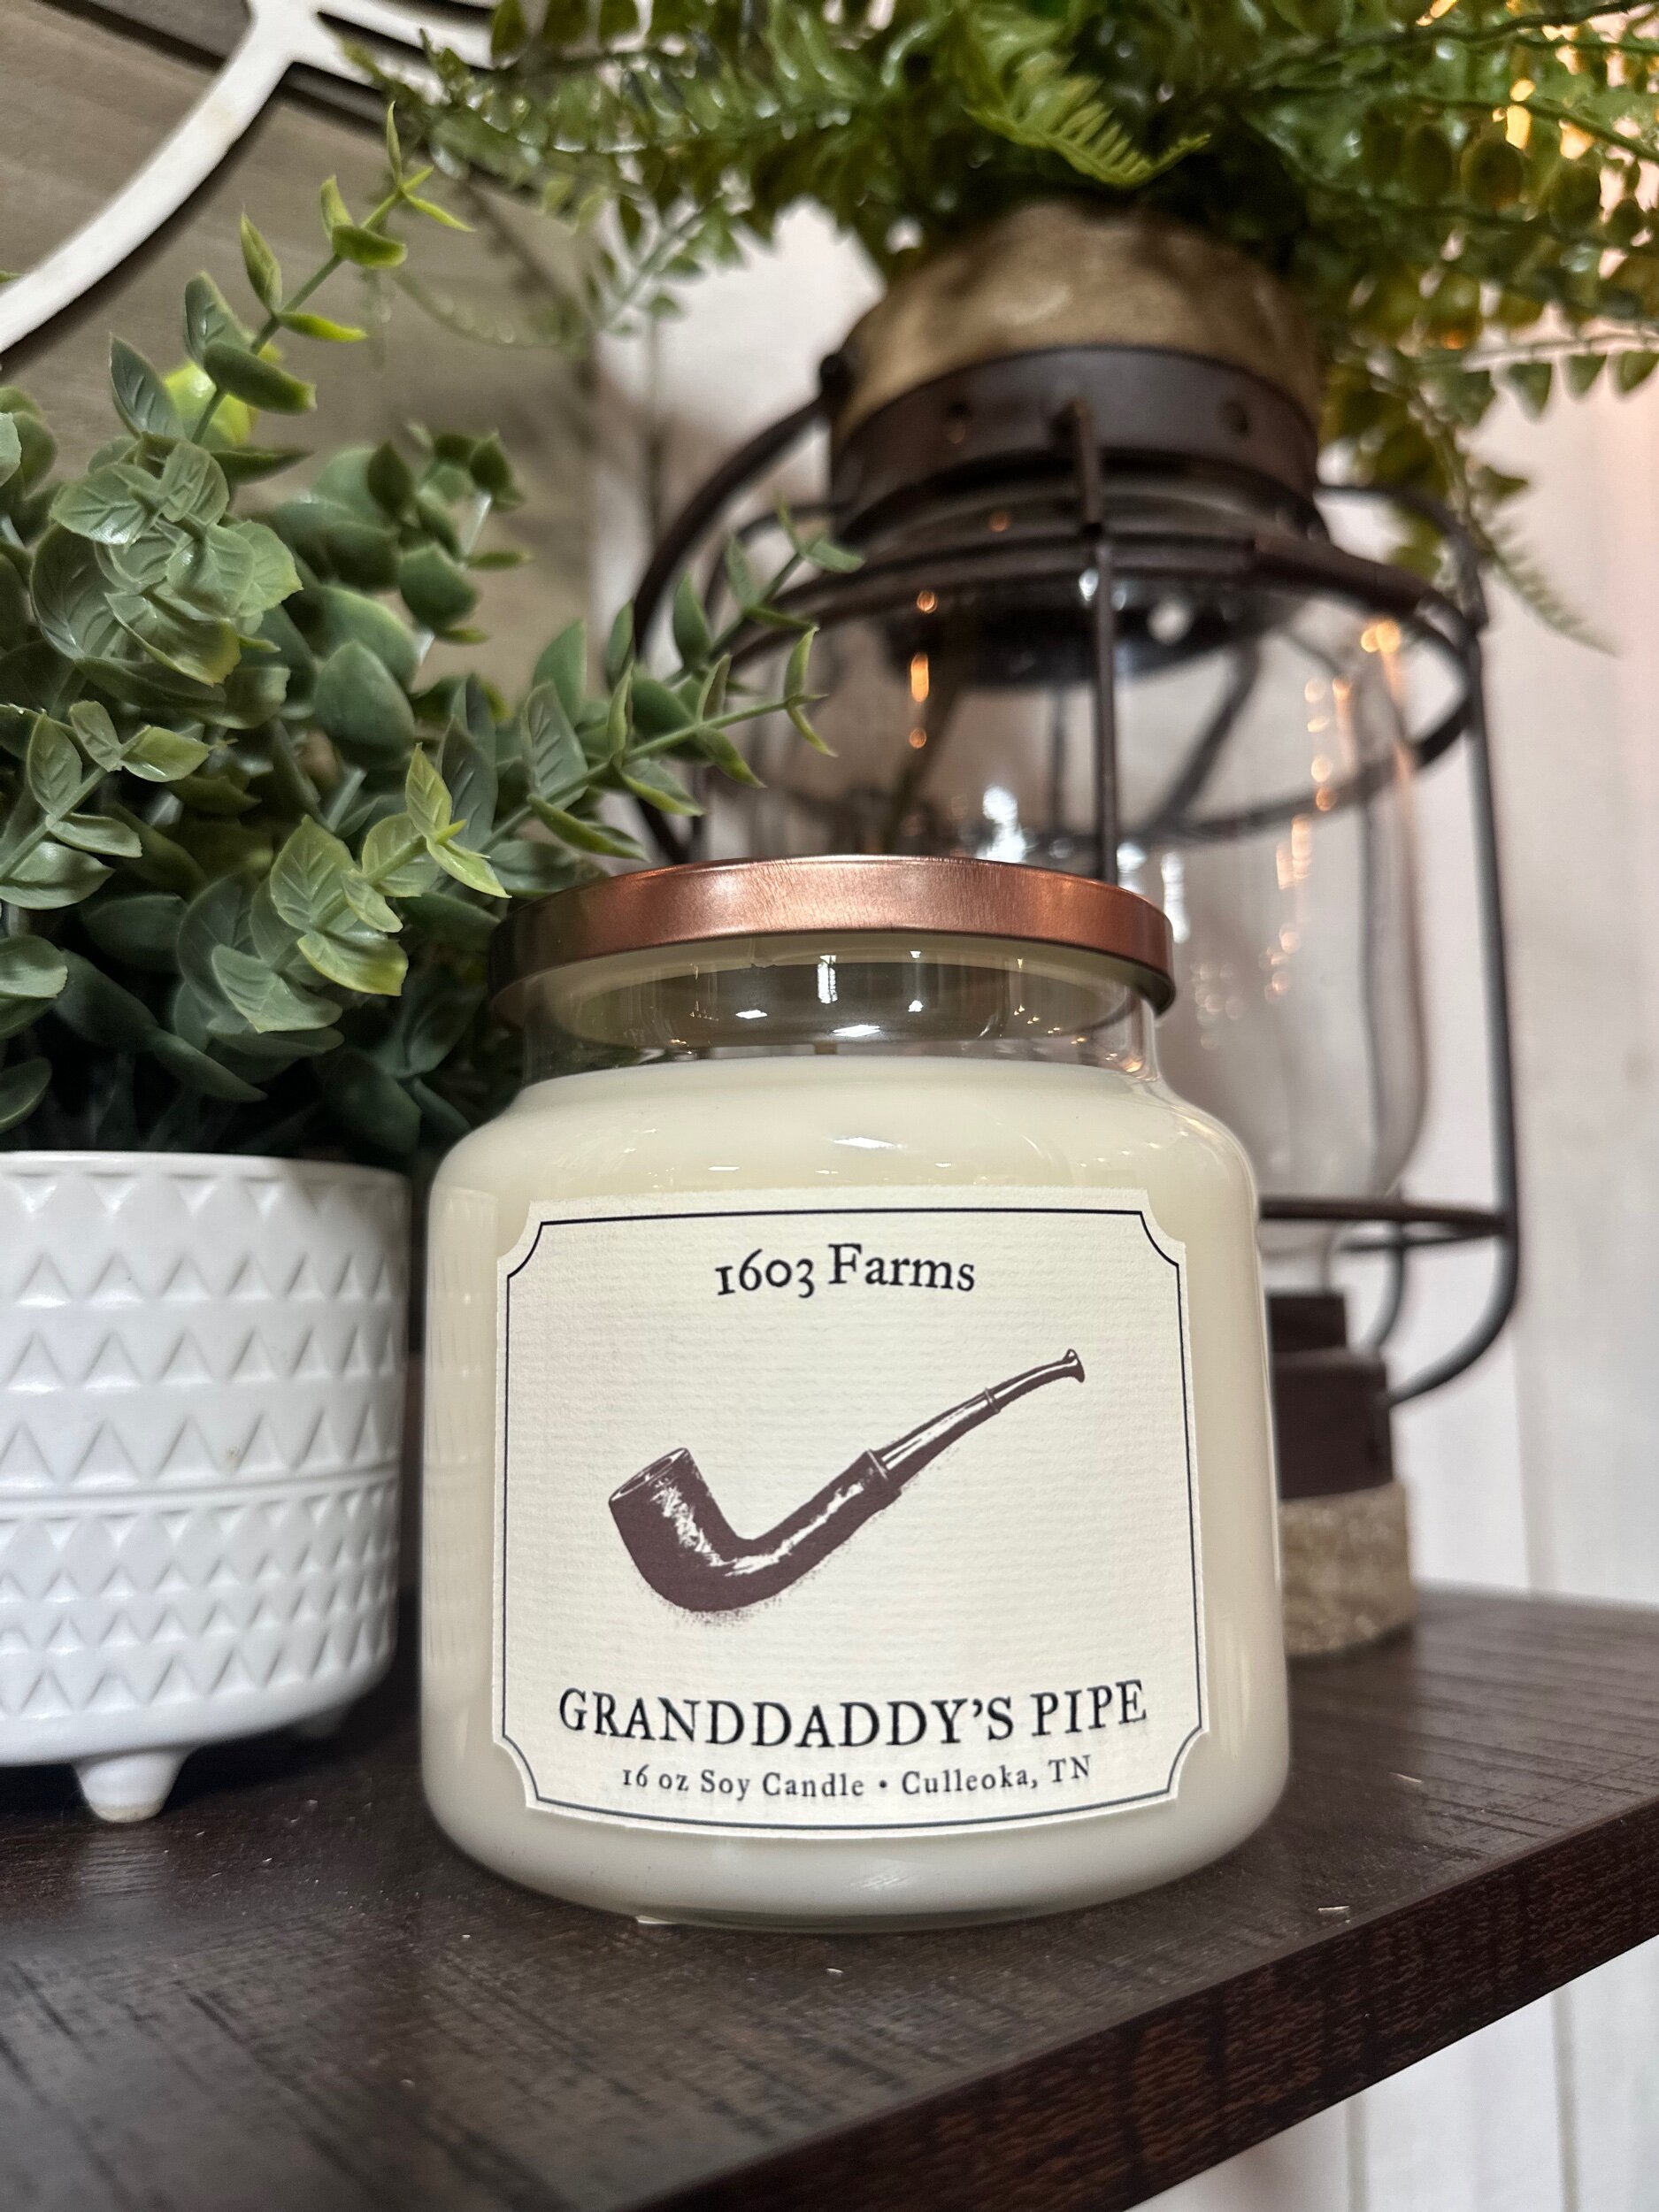 1603 Farms
GRANDDADDY'S PIPE
16 oz Soy Candle • Culleoka, TN